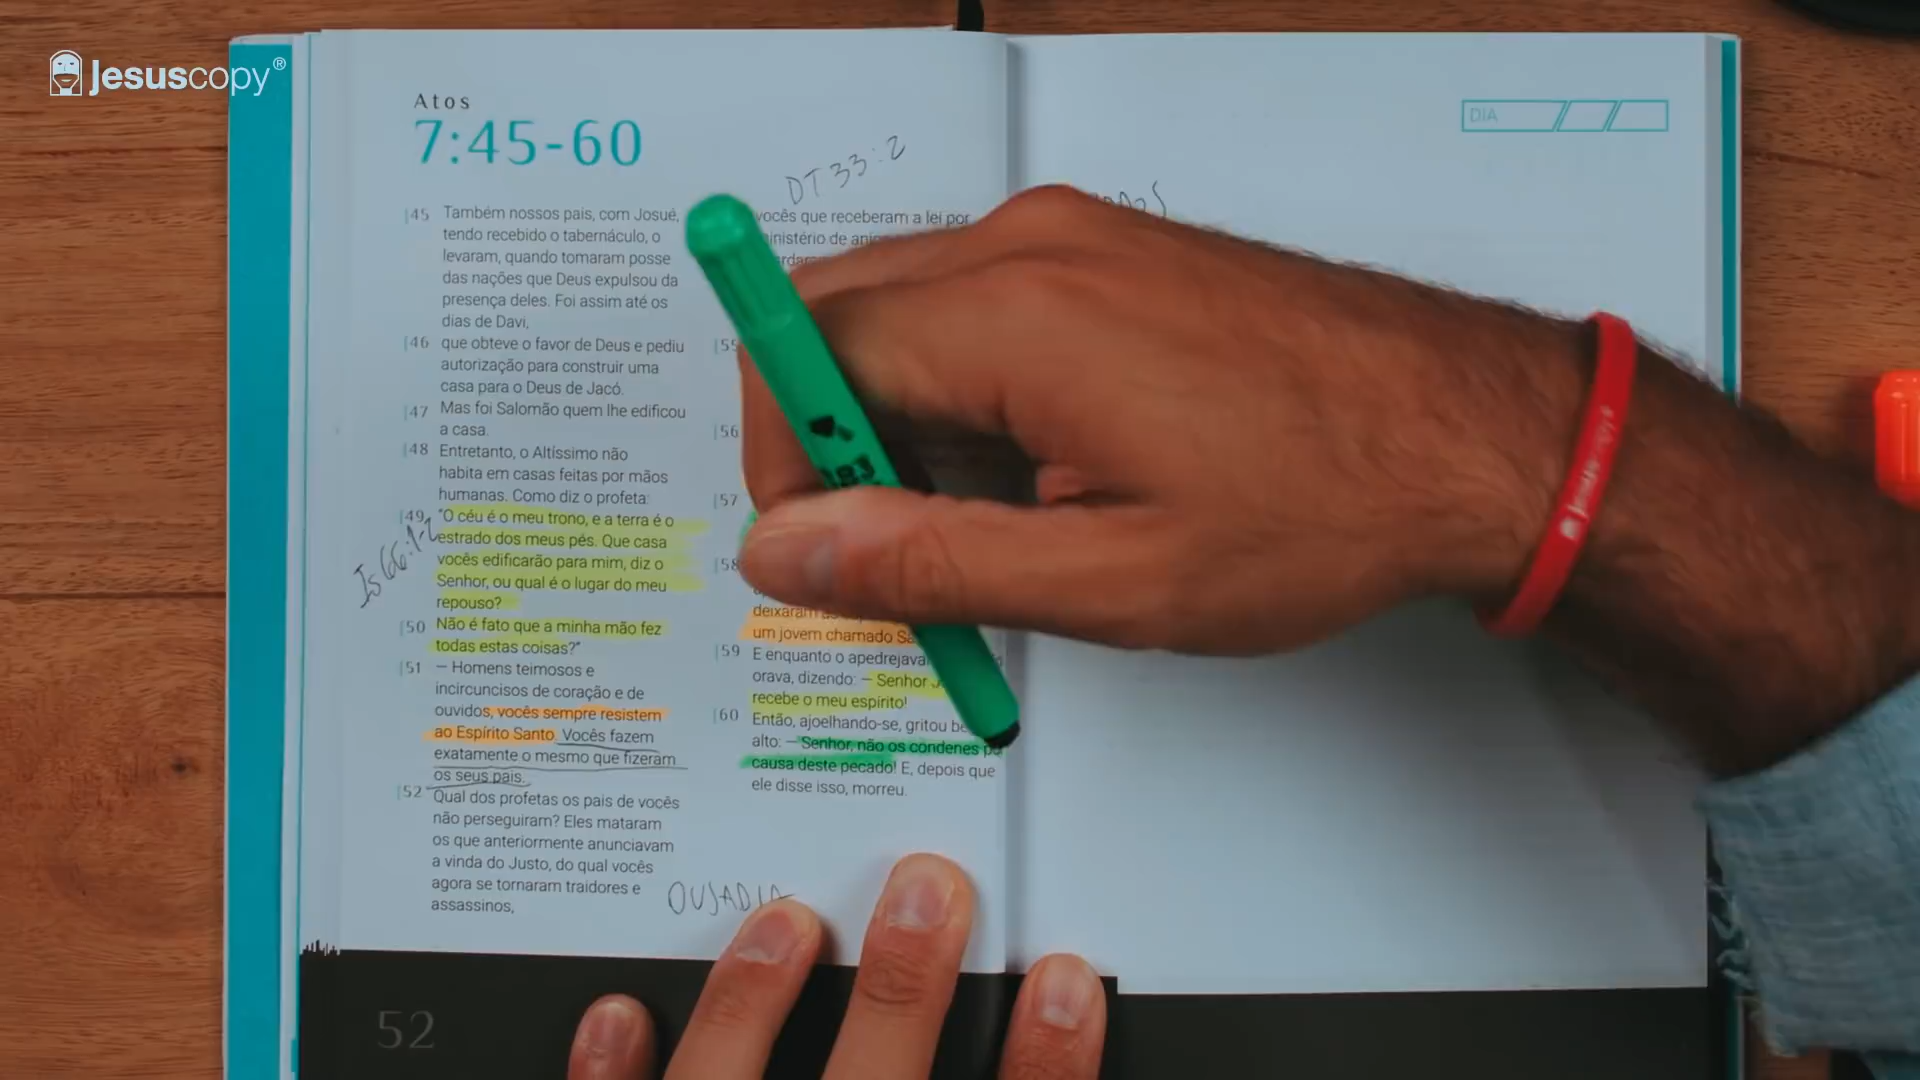 Jesuscopy®
Atos
7:45-60
DIA
DT 33:2
|45 Também nossos pais, com Josué,
tendo recebido o tabernáculo, o
levaram, quando tomaram posse
das nações que Deus expulsou da
presença deles. Foi assim até os
dias de Davi,
|46 que obteve o favor de Deus e pediu
autorização para construir uma
casa para o Deus de Jacó.
|47 Mas foi Salomão quem lhe edificou
a casa.
|48 Entretanto, o Altíssimo não
habita em casas feitas por mãos
humanas. Como diz o profeta:
|49 "O céu é o meu trono, e a terra é o
estrado dos meus pés. Que casa
vocês edificarão para mim, diz o
Senhor, ou qual é o lugar do meu
repouso?
Is 66:1-2
|50 Não é fato que a minha mão fez
todas estas coisas?"
|51 — Homens teimosos e
incircuncisos de coração e de
ouvidos, vocês sempre resistem
ao Espírito Santo. Vocês fazem
exatamente o mesmo que fizeram
os seus pais.
|52 Qual dos profetas os pais de vocês
não perseguiram? Eles mataram
os que anteriormente anunciavam
a vinda do Justo, do qual vocês
agora se tornaram traidores e
assassinos,
vocês que receberam a lei por
|55
|56
|57
|58
deixaram
um jovem chamado
|59 E enquanto o apedrejava
orava, dizendo: — Senhor
recebe o meu espírito!
|60 Então, ajoelhando-se, gritou
alto: — Senhor, não os condenes
causa deste pecado! E, depois que
ele disse isso, morreu.
OUSADIA
52